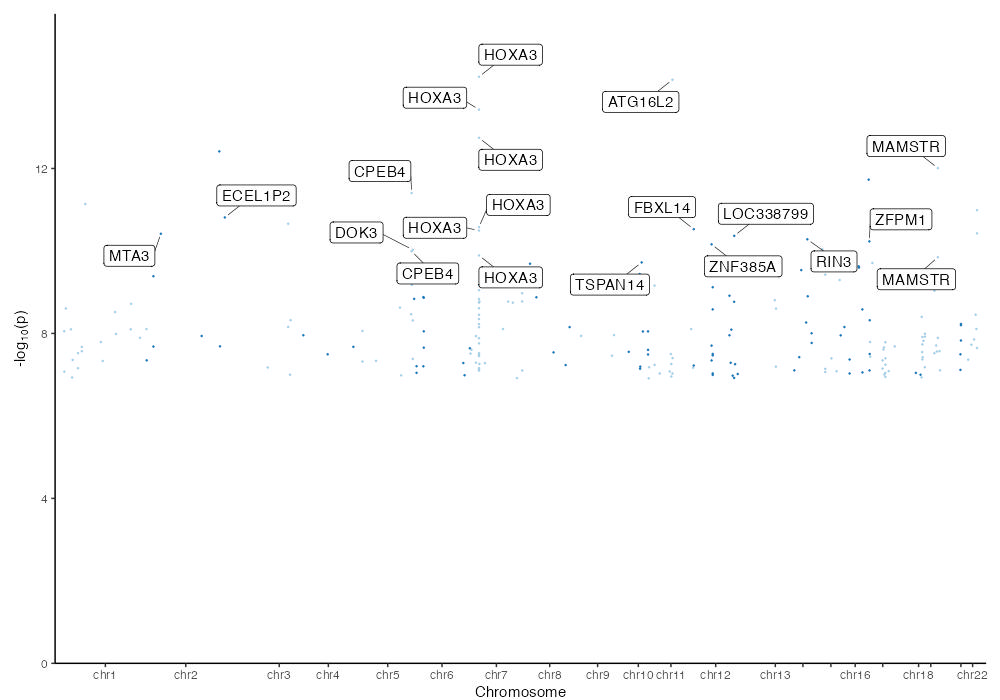 HOXA3
HOXA3
ATG16L2
MAMSTR
HOXA3
12
CPEB4
ECEL1P2
HOXA3
FBXL14
LOC338799
ZFPM1
HOXA3
DOK3
MTA3
RIN3
ZNF385A
CPEB4
HOXA3
TSPAN14
MAMSTR
8
-log10(p)
4
0
chr1 chr2 chr3 chr4 chr5 chr6 chr7 chr8 chr9 chr10 chr11 chr12 chr13 chr16 chr18 chr22
Chromosome